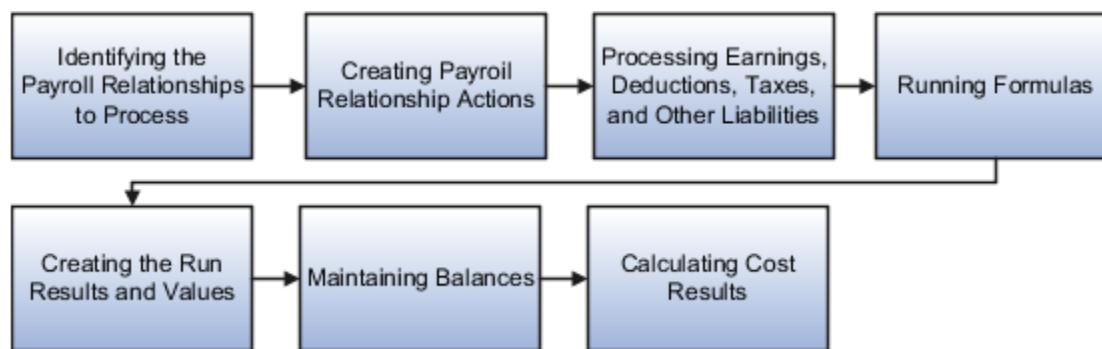 Identifying the
Payroll Relationships
to Process
Creating Payroil
Relationship Actions
Processing Earnings,
Deductions, Taxes,
and Other Liabilities
Running Formulas
Creating the Run
Results and Values
Maintaining Balances
Calculating Cost
Results